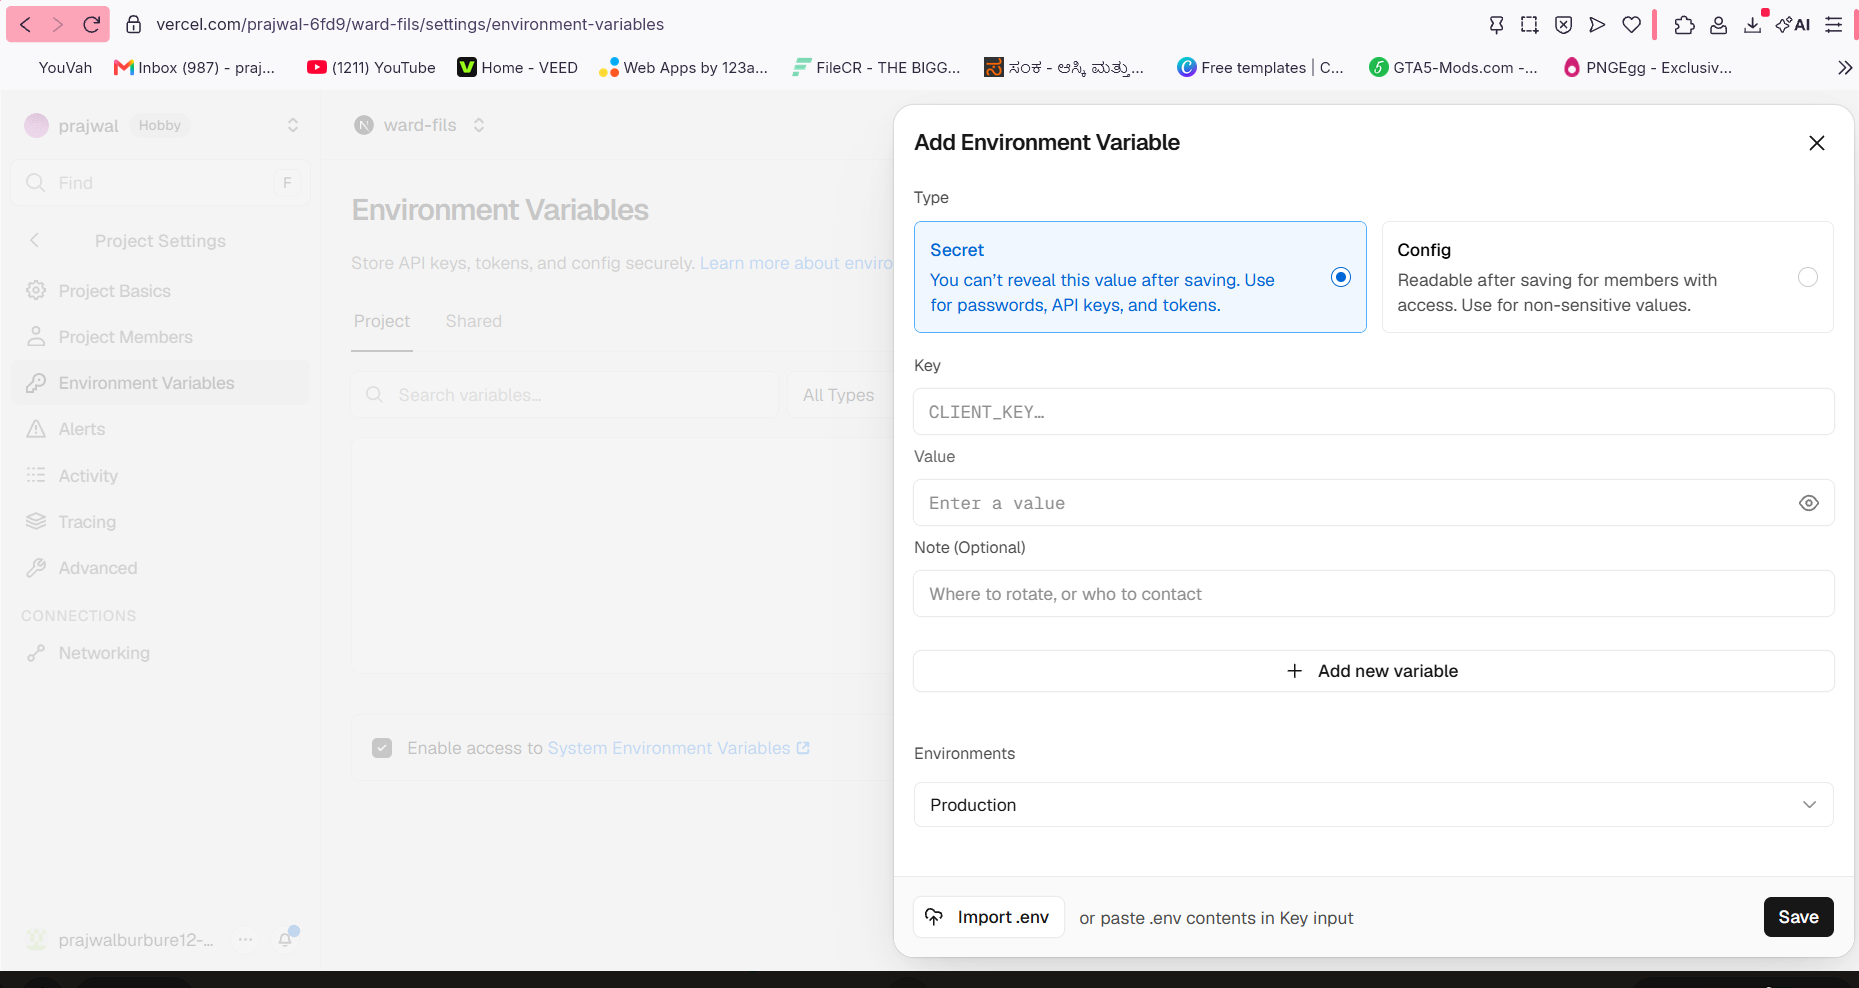 vercel.com/prajwal-6fd9/ward-fils/settings/environment-variables
AI
YouVah
Inbox (987) - praj...
(1211) YouTube
Home - VEED
Web Apps by 123a...
FileCR - THE BIGG...
ಸಂಕ - ಆಸ್ಕಿ ಮತ್ತು ...
Free templates | C...
GTA5-Mods.com -...
PNGEgg - Exclusiv...
prajwal
Hobby
Find
F
Project Settings
Project Basics
Project Members
Environment Variables
Alerts
Activity
Tracing
Advanced
CONNECTIONS
Networking
prajwalburbure12-...
N
ward-fils
Environment Variables
Store API keys, tokens, and config securely. Learn more about enviro
Project
Shared
Search variables...
All Types
Enable access to System Environment Variables
Add Environment Variable
Type
Secret
You can't reveal this value after saving. Use
for passwords, API keys, and tokens.
Config
Readable after saving for members with
access. Use for non-sensitive values.
Key
CLIENT_KEY…
Value
Enter a value
Note (Optional)
Where to rotate, or who to contact
Add new variable
Environments
Production
Import .env
or paste .env contents in Key input
Save